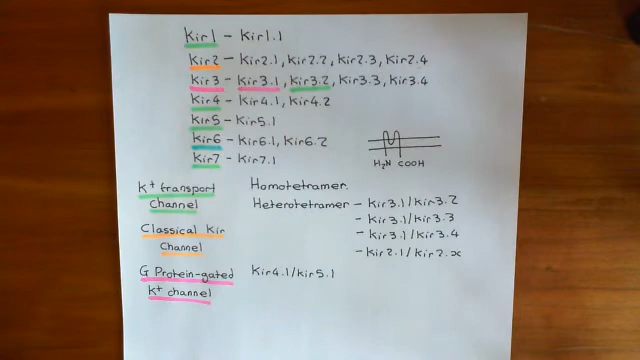 Kir1 - Kir1.1
Kir2 - Kir2.1, Kir2.2, Kir2.3, Kir2.4
Kir3 - Kir3.1, Kir3.2, Kir3.3, Kir3.4
Kir4 - Kir4.1, Kir4.2
Kir5 - Kir5.1
Kir6 - Kir6.1, Kir6.2
Kir7 - Kir7.1
H₂N COOH
K⁺ transport Channel
Homotetramer.
Heterotetramer - Kir3.1/Kir3.2
- Kir3.1/Kir3.3
- Kir3.1/Kir3.4
- Kir2.1/Kir2.x
Classical Kir
Channel
G Protein-gated
K⁺ channel
Kir4.1/Kir5.1